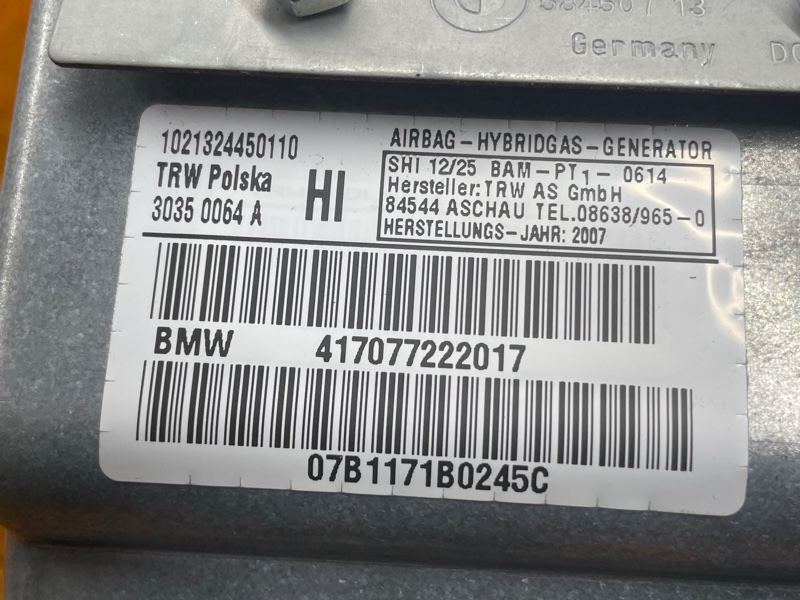 Germany
1021324450110
TRW Polska
3035 0064 A
HI
AIRBAG-HYBRIDGAS-GENERATOR
SHI 12/25 BAM-PT1-0614
Hersteller: TRW AS GmbH
84544 ASCHAU TEL.08638/965-0
HERSTELLUNGS-JAHR: 2007
BMW 417077222017
07B1171B0245C